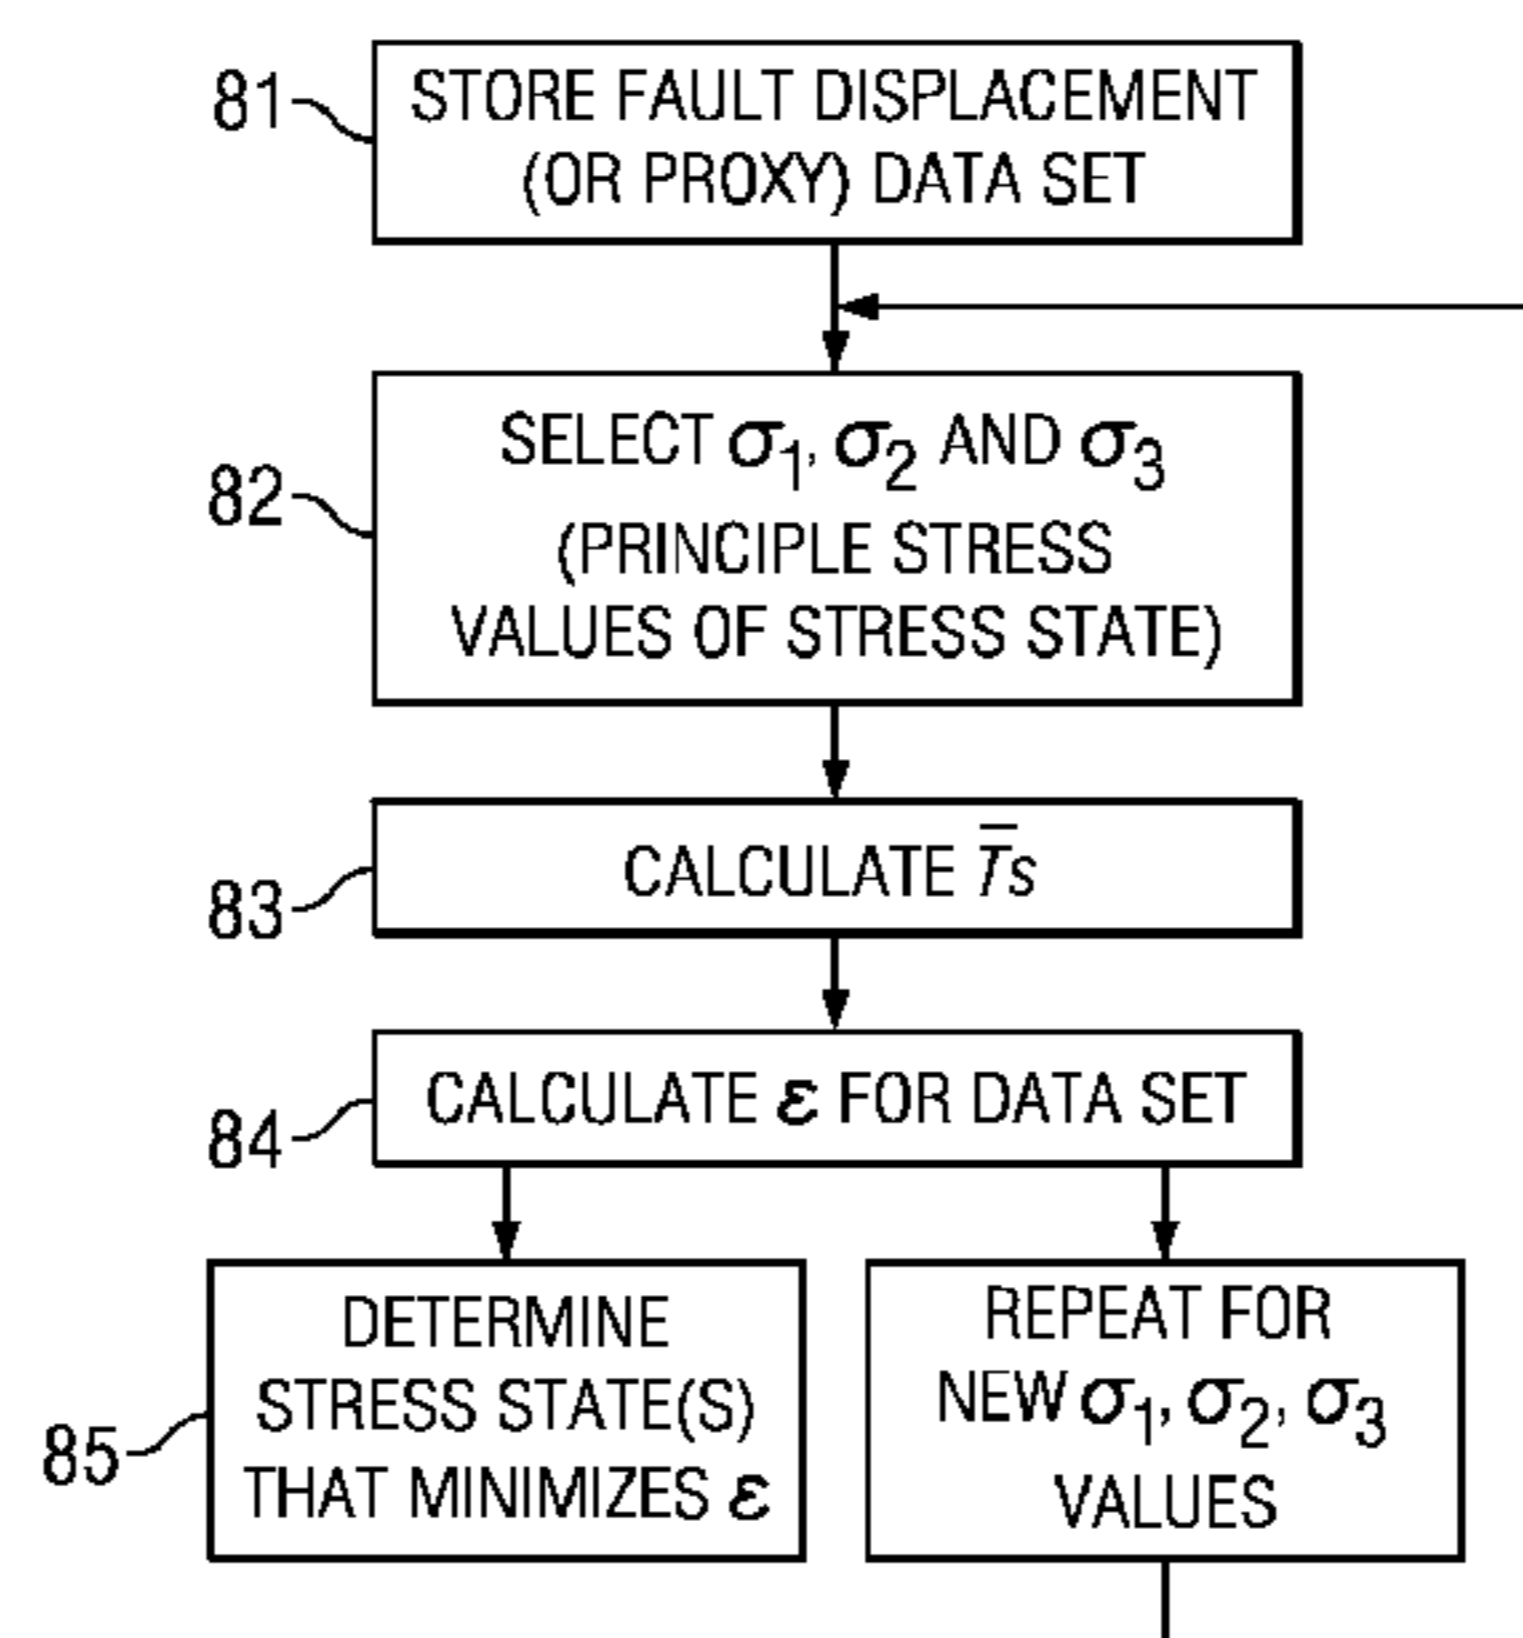 81
STORE FAULT DISPLACEMENT
(OR PROXY) DATA SET
82
SELECT σ₁, σ₂ AND σ₃
(PRINCIPLE STRESS
VALUES OF STRESS STATE)
83
CALCULATE T̅s
84
CALCULATE ε FOR DATA SET
85
DETERMINE
STRESS STATE(S)
THAT MINIMIZES ε
REPEAT FOR
NEW σ₁, σ₂, σ₃
VALUES